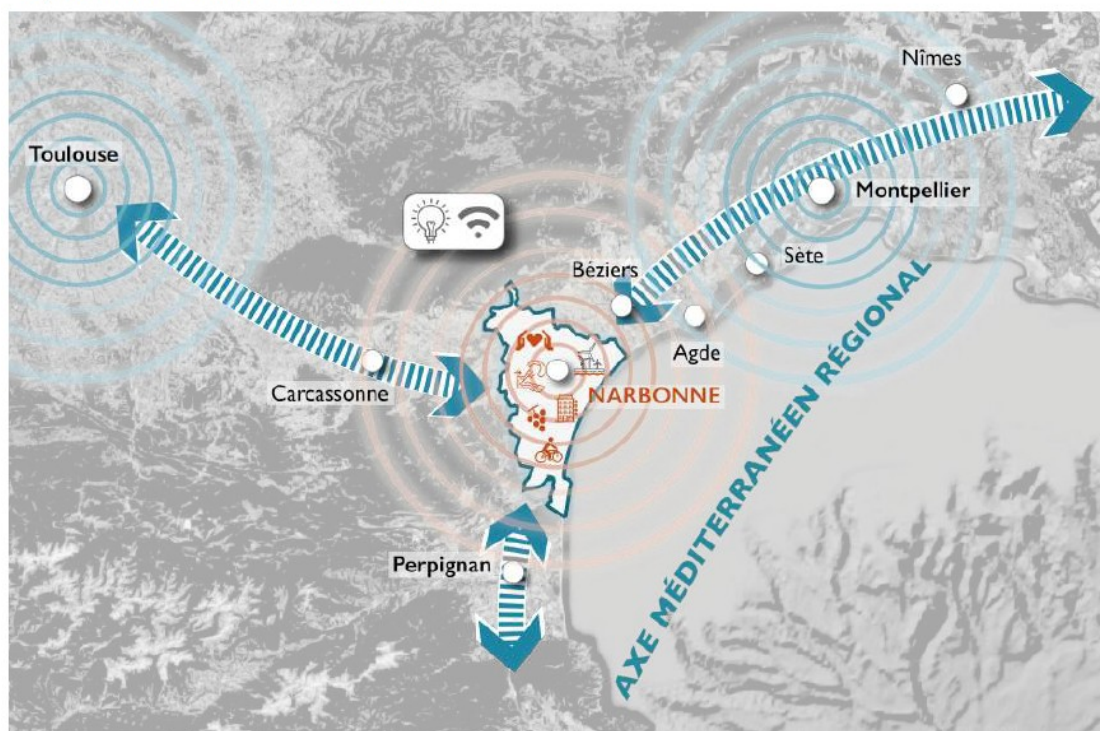 Nîmes
Toulouse
Montpellier
Sète
Béziers
Agde
Carcassonne
NARBONNE
Perpignan
AXE MÉDITERRANÉEN RÉGIONAL